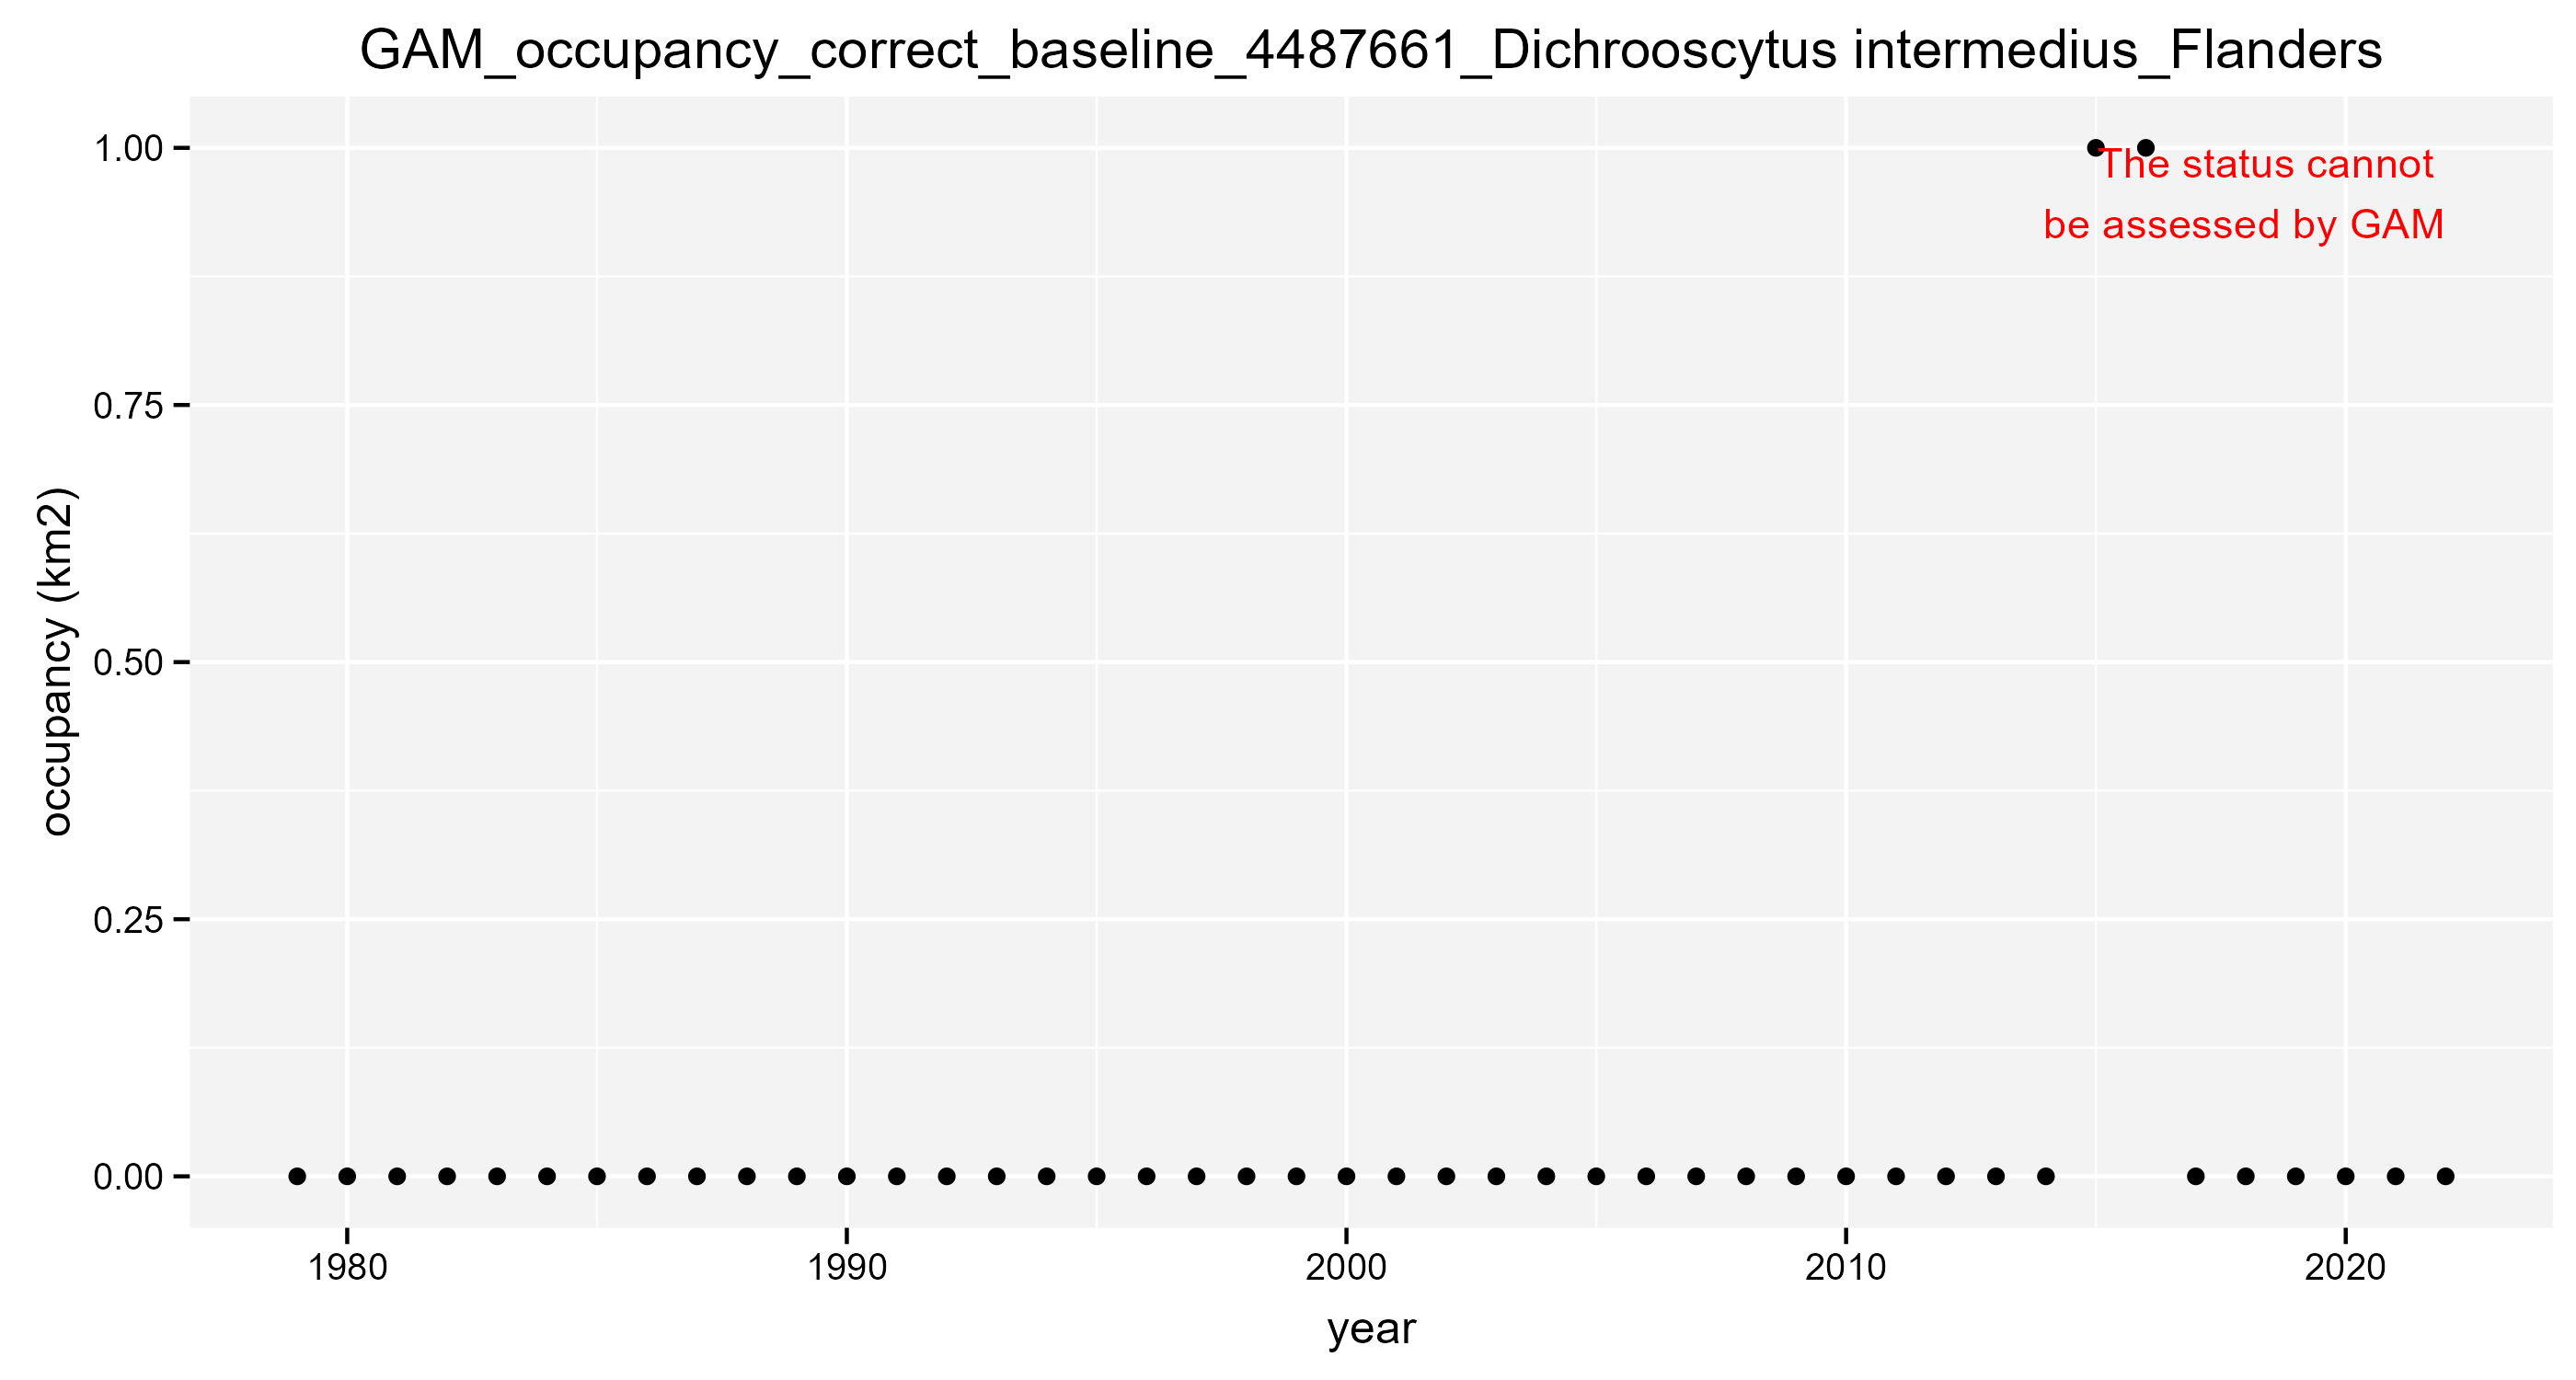 GAM_occupancy_correct_baseline_4487661_Dichrooscytus intermedius_Flanders
1.00
The status cannot
be assessed by GAM
0.75
occupancy (km2)
0.50
0.25
0.00
1980 1990 2000 2010 2020
year